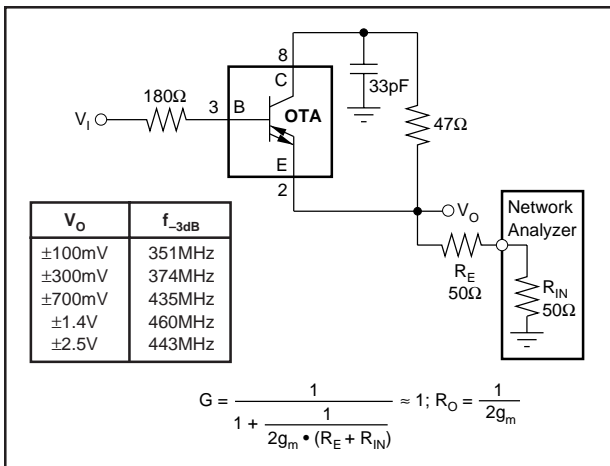 8
C
33pF
180Ω
3 B
OTA
V_I
47Ω
E
2
V_O
Network
Analyzer
R_E
50Ω
R_IN
50Ω
V_O f_–3dB
±100mV 351MHz
±300mV 374MHz
±700mV 435MHz
±1.4V 460MHz
±2.5V 443MHz
G = 1 / (1 + 1 / (2g_m • (R_E + R_IN))) ≈ 1; R_O = 1 / (2g_m)